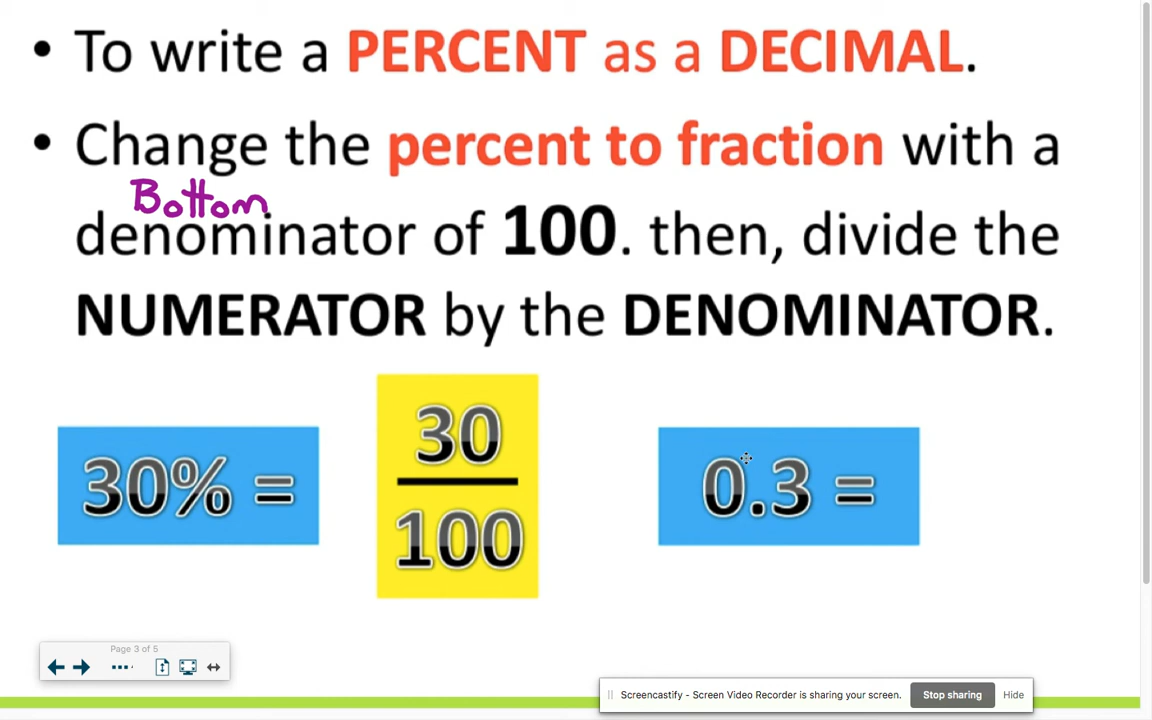 • To write a PERCENT as a DECIMAL.
• Change the percent to fraction with a
Bottom
denominator of 100. then, divide the
NUMERATOR by the DENOMINATOR.
30% =
30
100
0.3 =
Page 3 of 5
Screencastify - Screen Video Recorder is sharing your screen.
Stop sharing
Hide